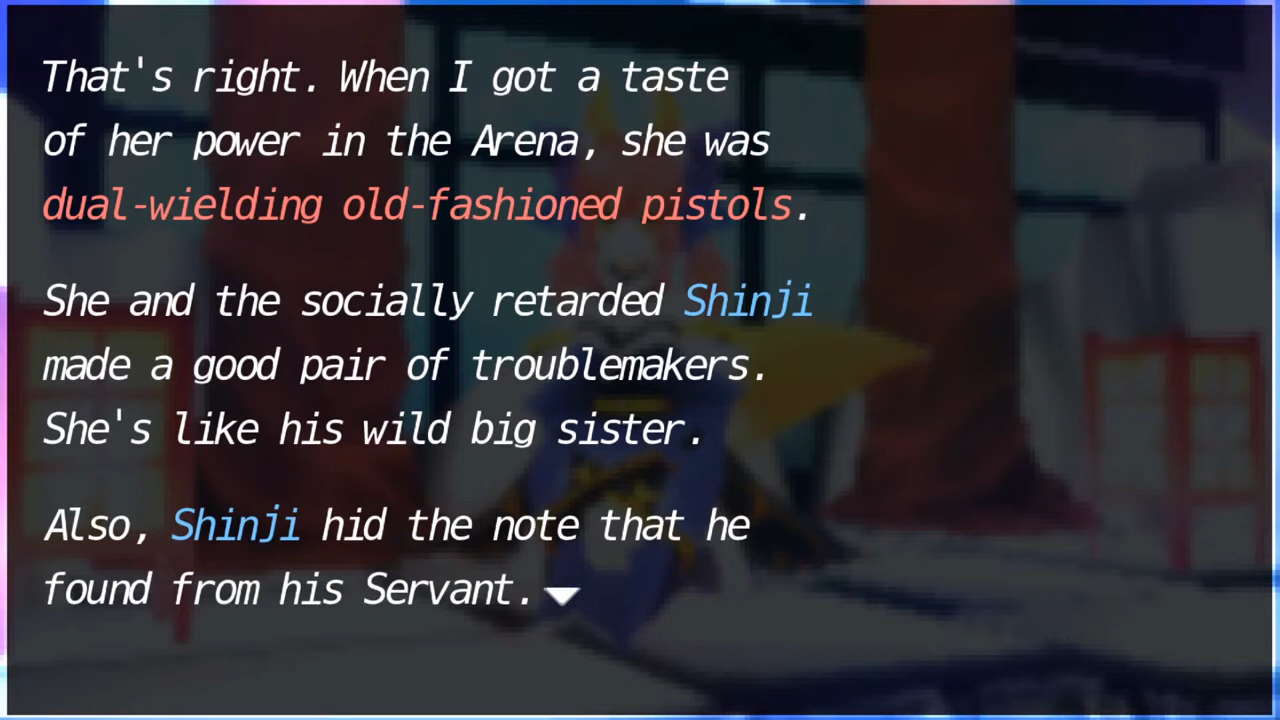 That's right. When I got a taste
of her power in the Arena, she was
dual-wielding old-fashioned pistols.
She and the socially retarded Shinji
made a good pair of troublemakers.
She's like his wild big sister.
Also, Shinji hid the note that he
found from his Servant.